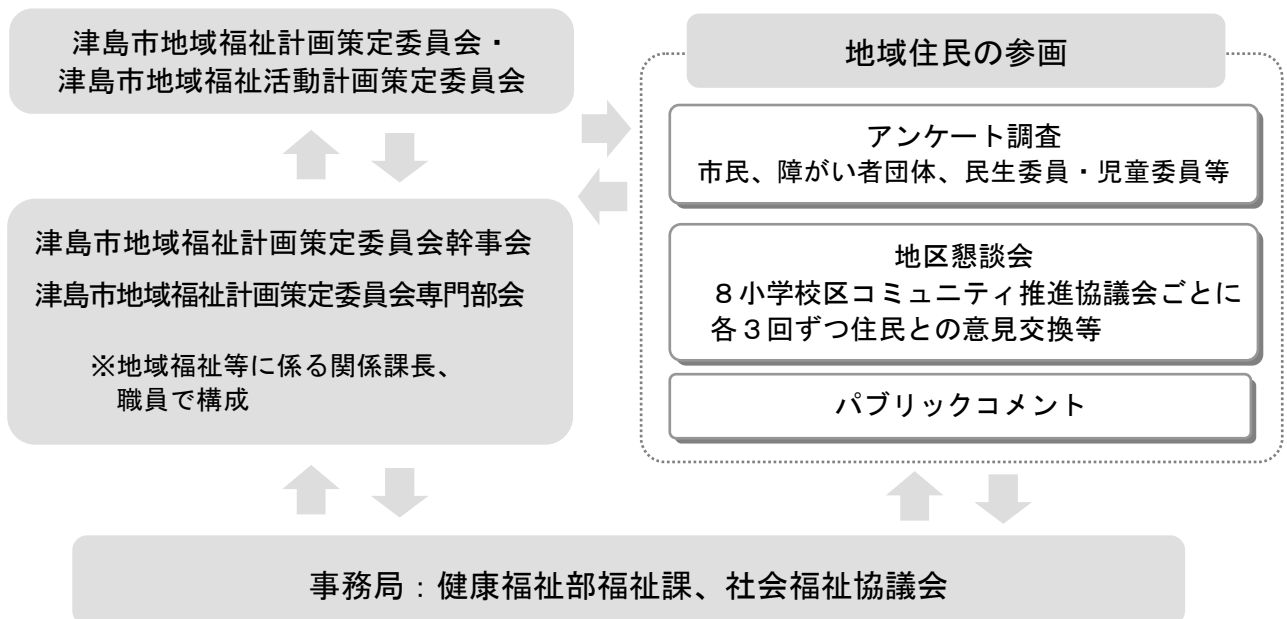 津島市地域福祉計画策定委員会・
津島市地域福祉活動計画策定委員会
津島市地域福祉計画策定委員会幹事会
津島市地域福祉計画策定委員会専門部会
※地域福祉等に係る関係課長、
職員で構成
地域住民の参画
アンケート調査
市民、障がい者団体、民生委員・児童委員等
地区懇談会
８小学校区コミュニティ推進協議会ごとに
各３回ずつ住民との意見交換等
パブリックコメント
事務局：健康福祉部福祉課、社会福祉協議会